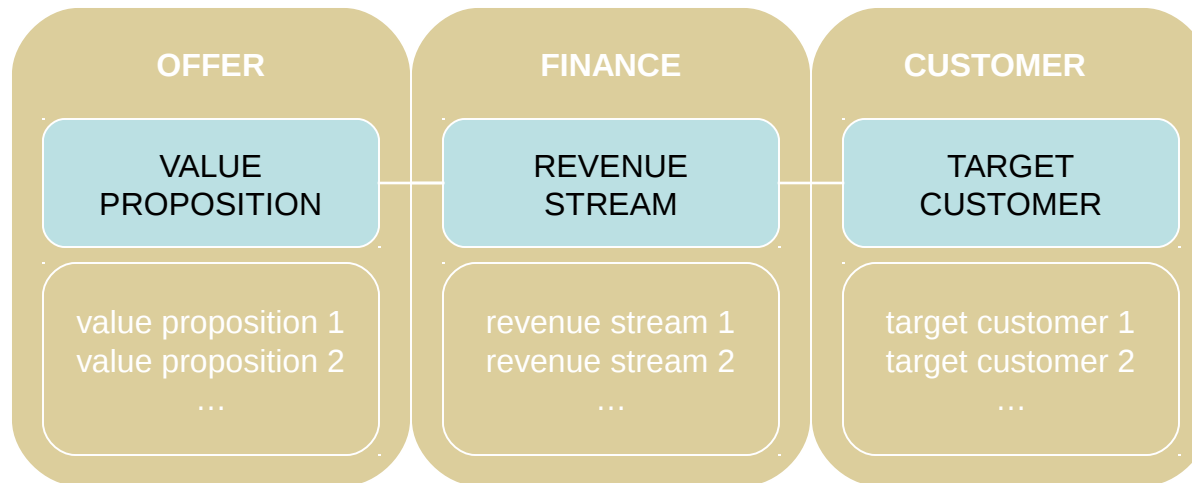 OFFER
VALUE
PROPOSITION
value proposition 1
value proposition 2
…
FINANCE
REVENUE
STREAM
revenue stream 1
revenue stream 2
…
CUSTOMER
TARGET
CUSTOMER
target customer 1
target customer 2
…